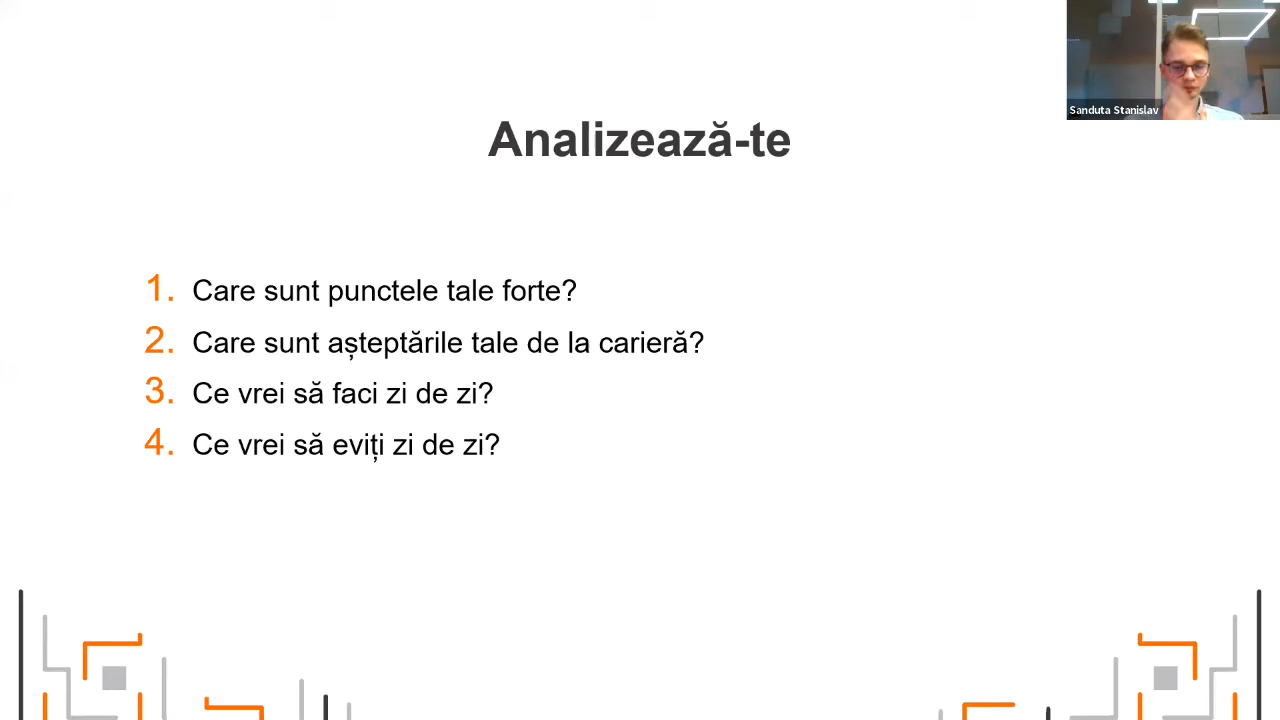 Sanduta Stanislav
Analizează-te
1. Care sunt punctele tale forte?
2. Care sunt așteptările tale de la carieră?
3. Ce vrei să faci zi de zi?
4. Ce vrei să eviți zi de zi?